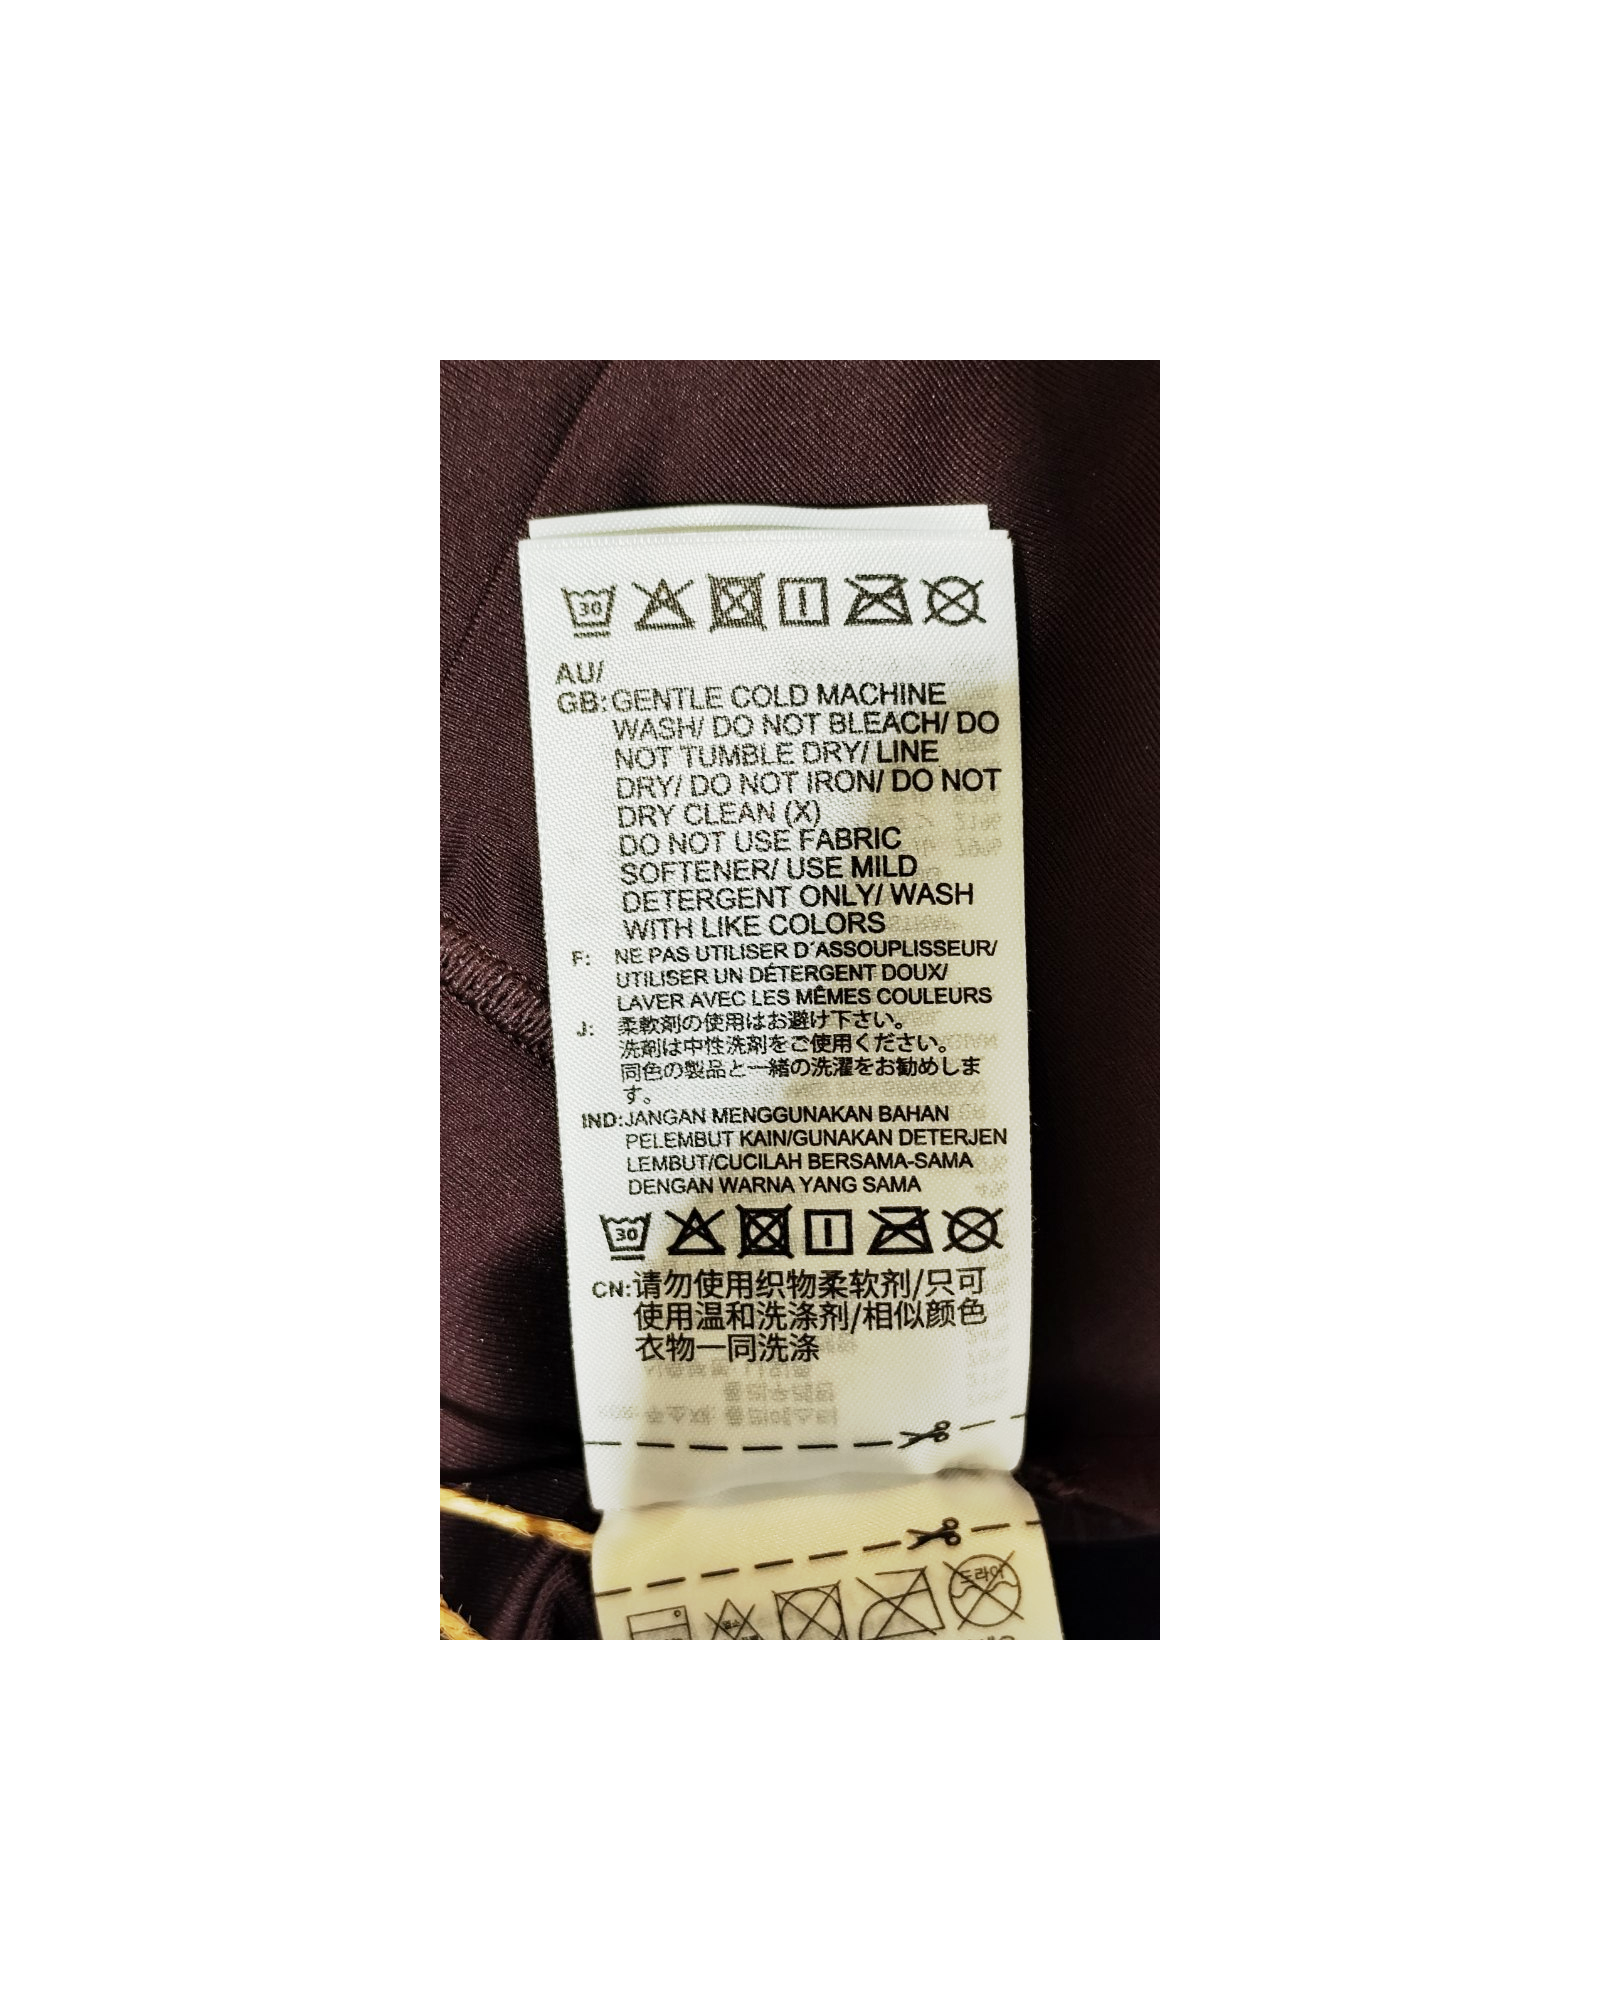 30
AU/
GB: GENTLE COLD MACHINE
WASH/ DO NOT BLEACH/ DO
NOT TUMBLE DRY/ LINE
DRY/ DO NOT IRON/ DO NOT
DRY CLEAN (X)
DO NOT USE FABRIC
SOFTENER/ USE MILD
DETERGENT ONLY/ WASH
WITH LIKE COLORS
F: NE PAS UTILISER D'ASSOUPLISSEUR/
UTILISER UN DÉTERGENT DOUX/
LAVER AVEC LES MÊMES COULEURS
J: 柔軟剤の使用はお避け下さい。
洗剤は中性洗剤をご使用ください。
同色の製品と一緒の洗濯をお勧めしま
す。
IND: JANGAN MENGGUNAKAN BAHAN
PELEMBUT KAIN/GUNAKAN DETERJEN
LEMBUT/CUCILAH BERSAMA-SAMA
DENGAN WARNA YANG SAMA
30
CN: 请勿使用织物柔软剂/只可
使用温和洗涤剂/相似颜色
衣物一同洗涤
드라이